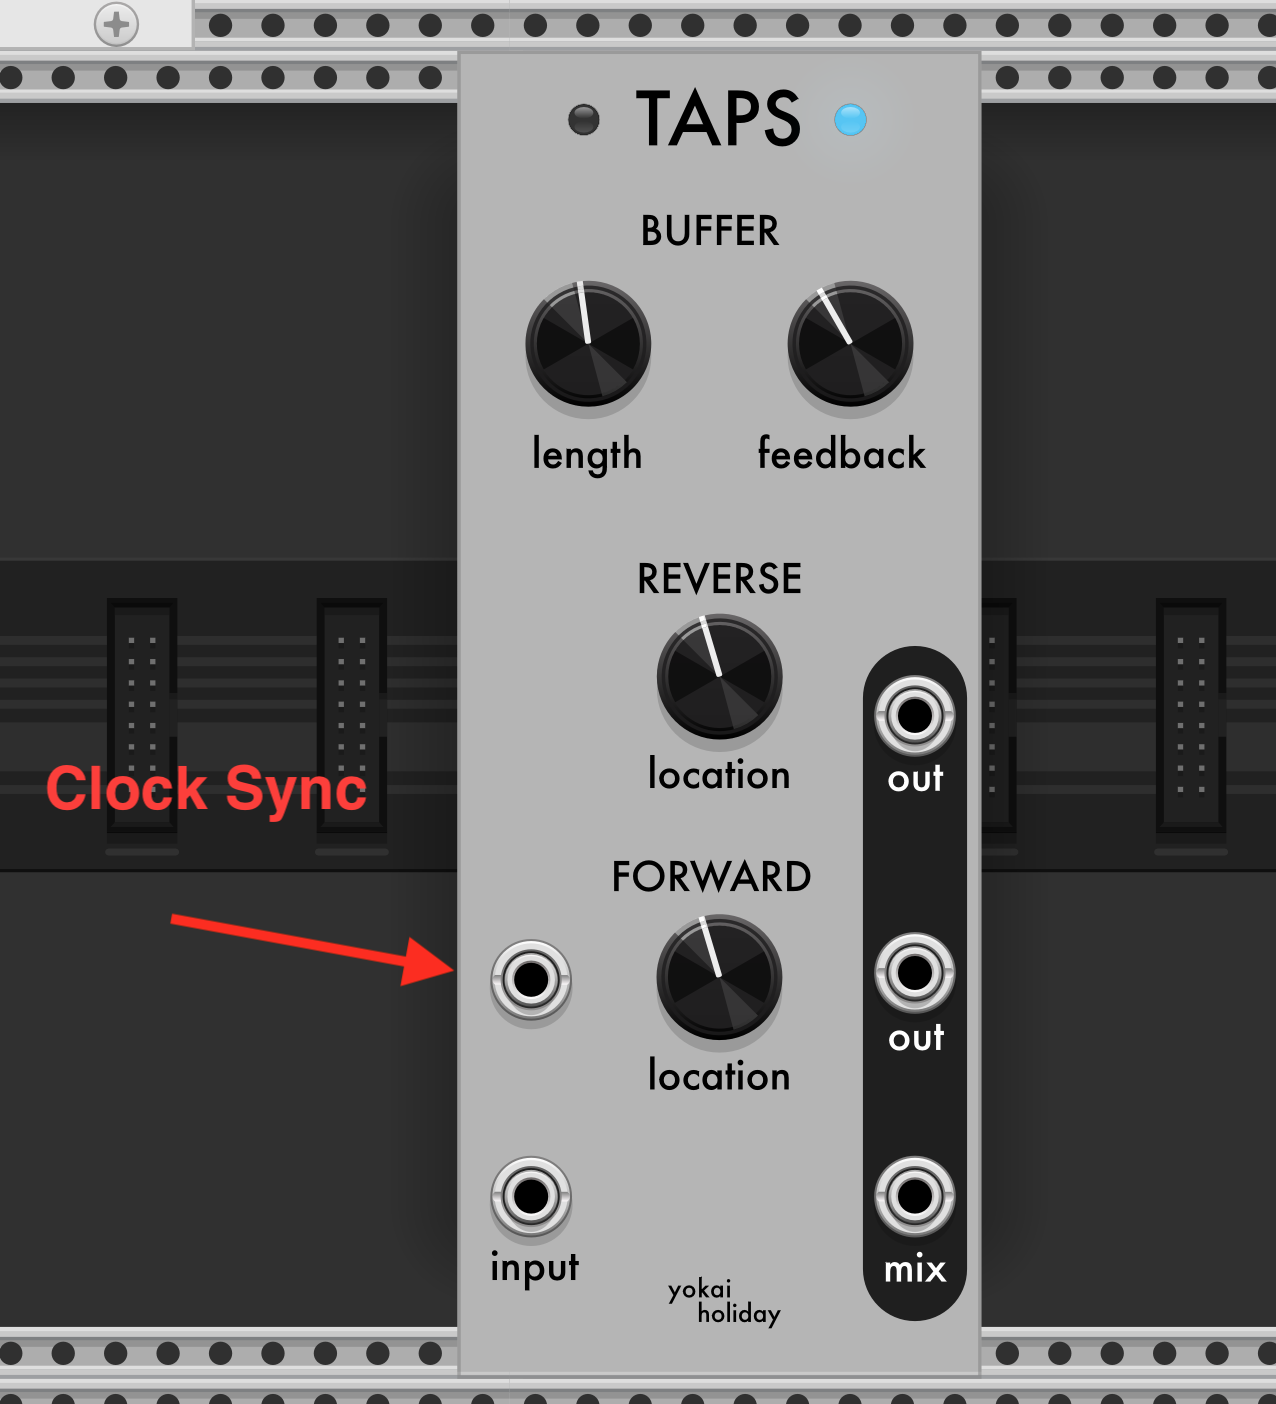 TAPS
BUFFER
length
feedback
REVERSE
location
out
Clock Sync
FORWARD
location
out
input
mix
yokai
holiday